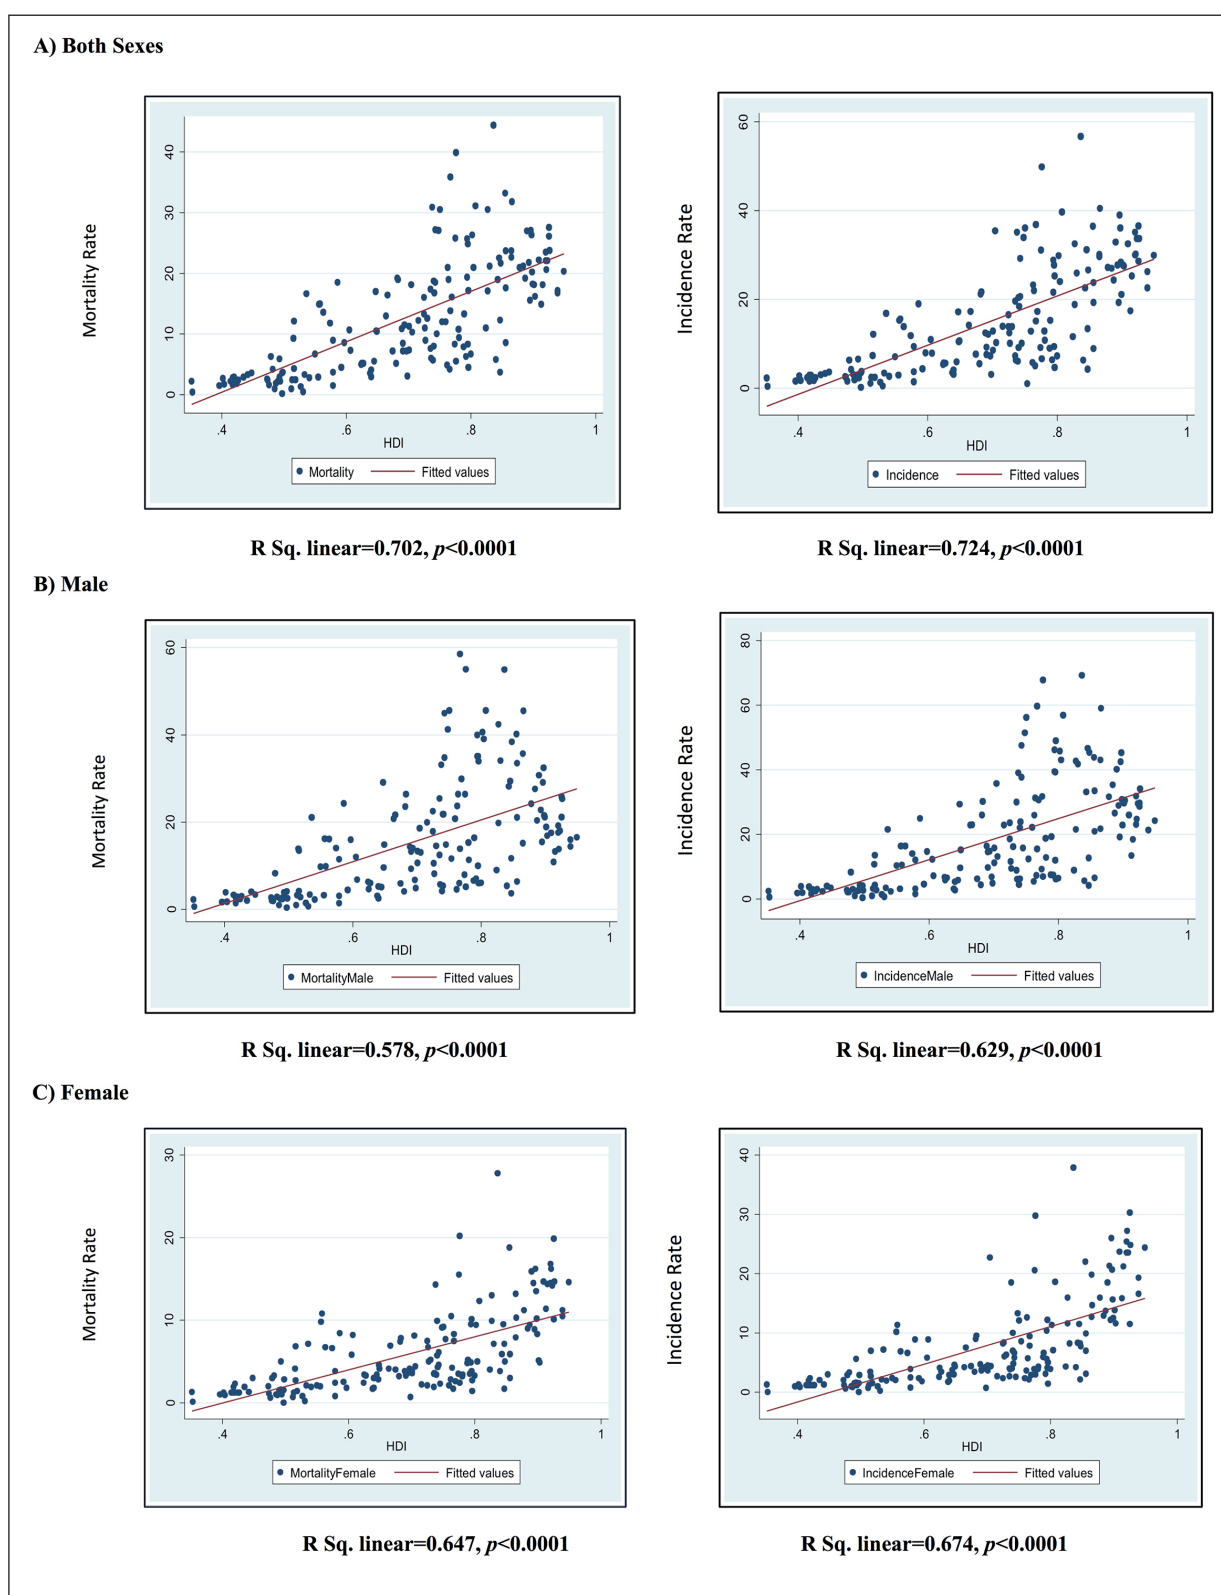 A) Both Sexes
Mortality Rate
40
30
20
10
0
.4 .6 .8 1
HDI
Mortality Fitted values
Incidence Rate
60
40
20
0
.4 .6 .8 1
HDI
Incidence Fitted values
R Sq. linear=0.702, p<0.0001
R Sq. linear=0.724, p<0.0001
B) Male
Mortality Rate
60
40
20
0
.4 .6 .8 1
HDI
MortalityMale Fitted values
Incidence Rate
80
60
40
20
0
.4 .6 .8 1
HDI
IncidenceMale Fitted values
R Sq. linear=0.578, p<0.0001
R Sq. linear=0.629, p<0.0001
C) Female
Mortality Rate
30
20
10
0
.4 .6 .8 1
HDI
MortalityFemale Fitted values
Incidence Rate
40
30
20
10
0
.4 .6 .8 1
HDI
IncidenceFemale Fitted values
R Sq. linear=0.647, p<0.0001
R Sq. linear=0.674, p<0.0001